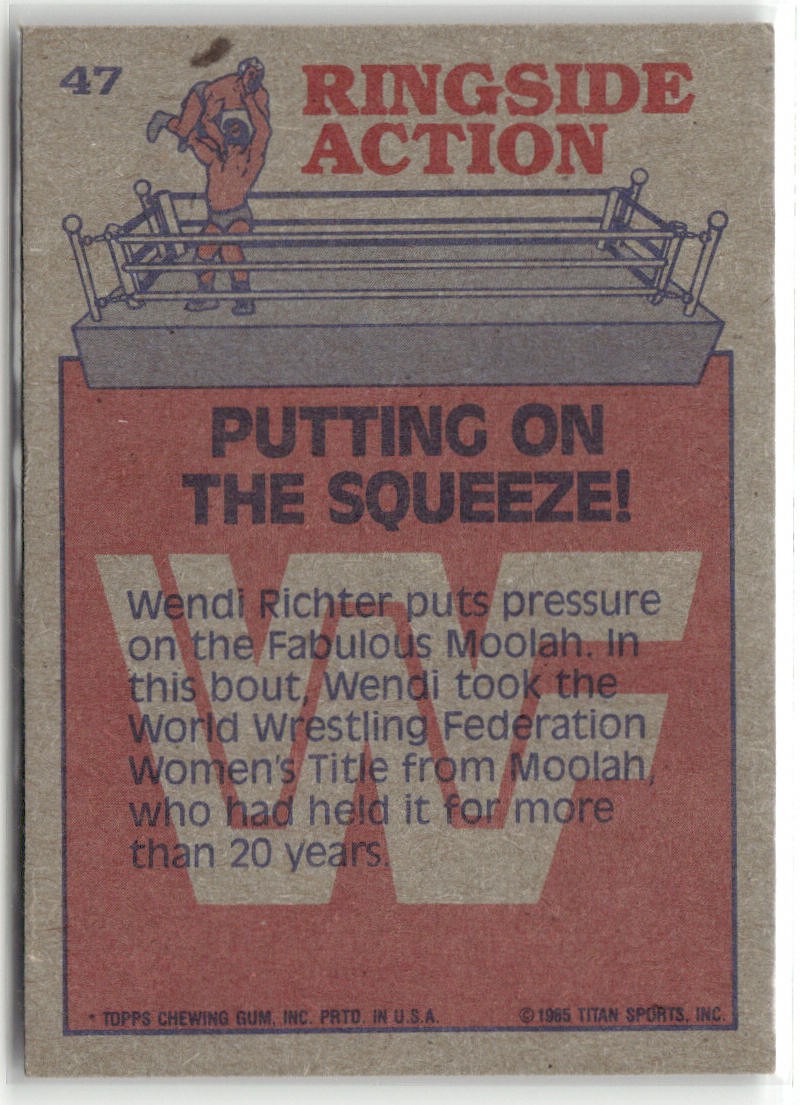 47
RINGSIDE
ACTION
PUTTING ON
THE SQUEEZE!
WF
Wendi Richter puts pressure
on the Fabulous Moolah. In
this bout, Wendi took the
World Wrestling Federation
Women's Title from Moolah,
who had held it for more
than 20 years.
* TOPPS CHEWING GUM, INC. PRTD. IN U.S.A.
©1985 TITAN SPORTS, INC.